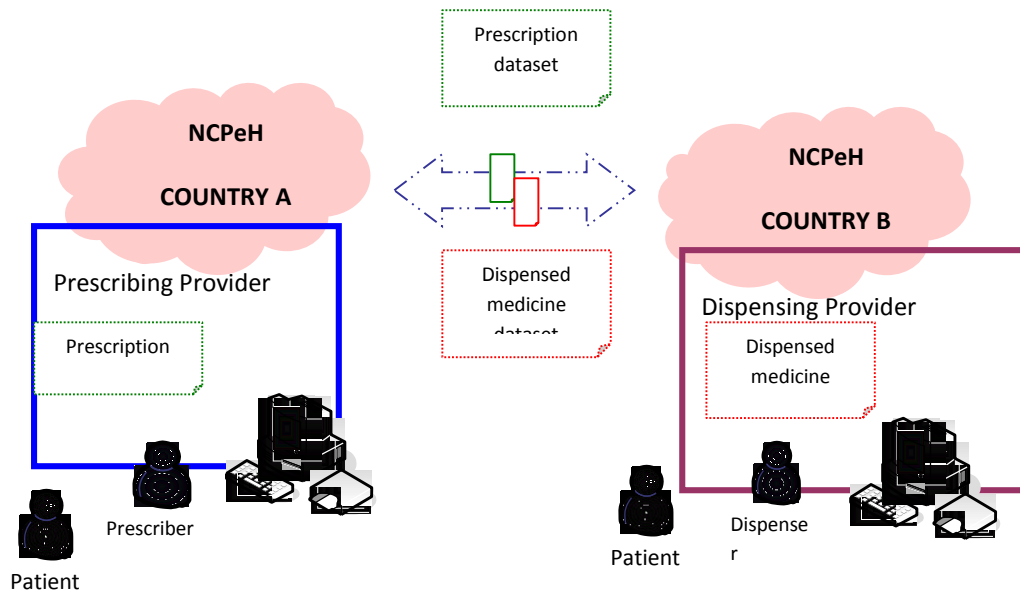 Prescription
dataset
NCPeH
COUNTRY A
NCPeH
COUNTRY B
Prescribing Provider
Prescription
Dispensed
medicine
dataset
Dispensing Provider
Dispensed
medicine
Prescriber
Patient
Dispense
r
Patient